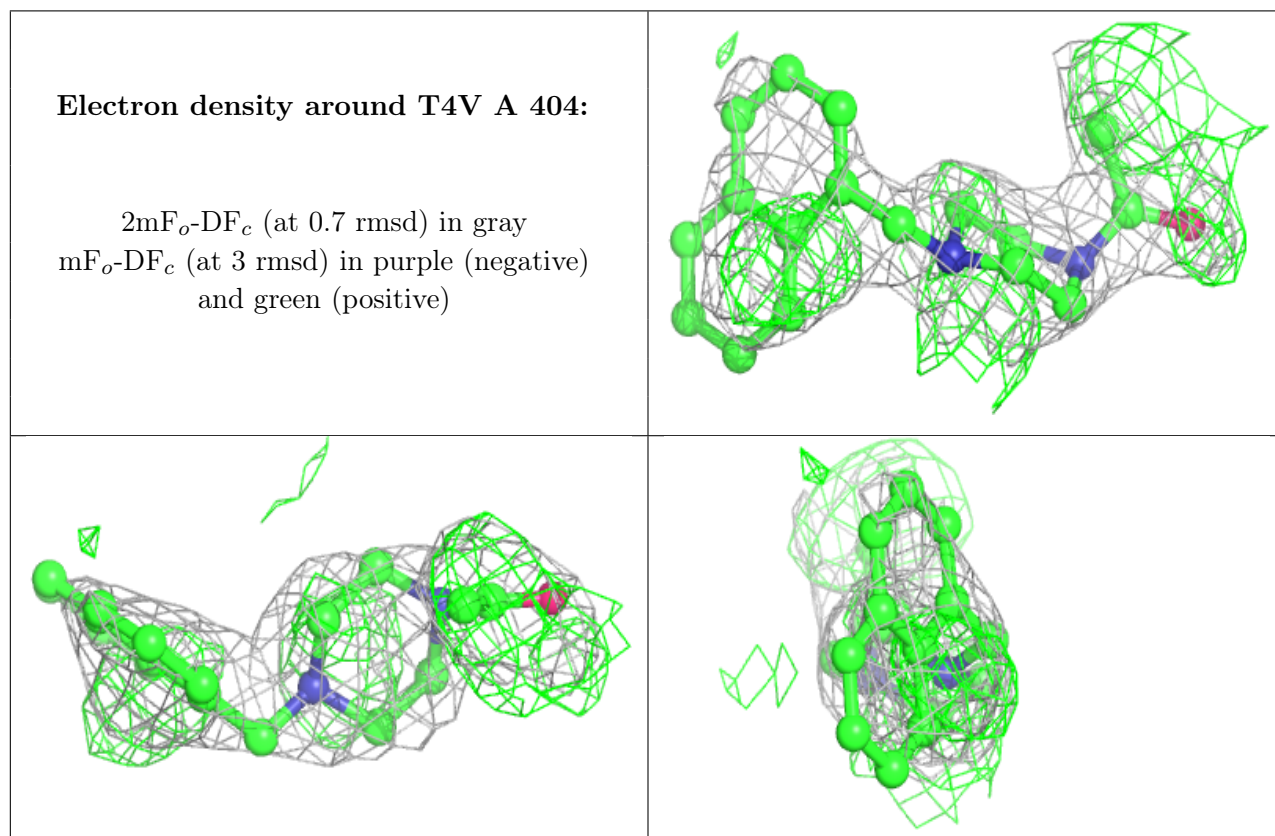 Electron density around T4V A 404:
2mFo-DFc (at 0.7 rmsd) in gray
mFo-DFc (at 3 rmsd) in purple (negative)
and green (positive)